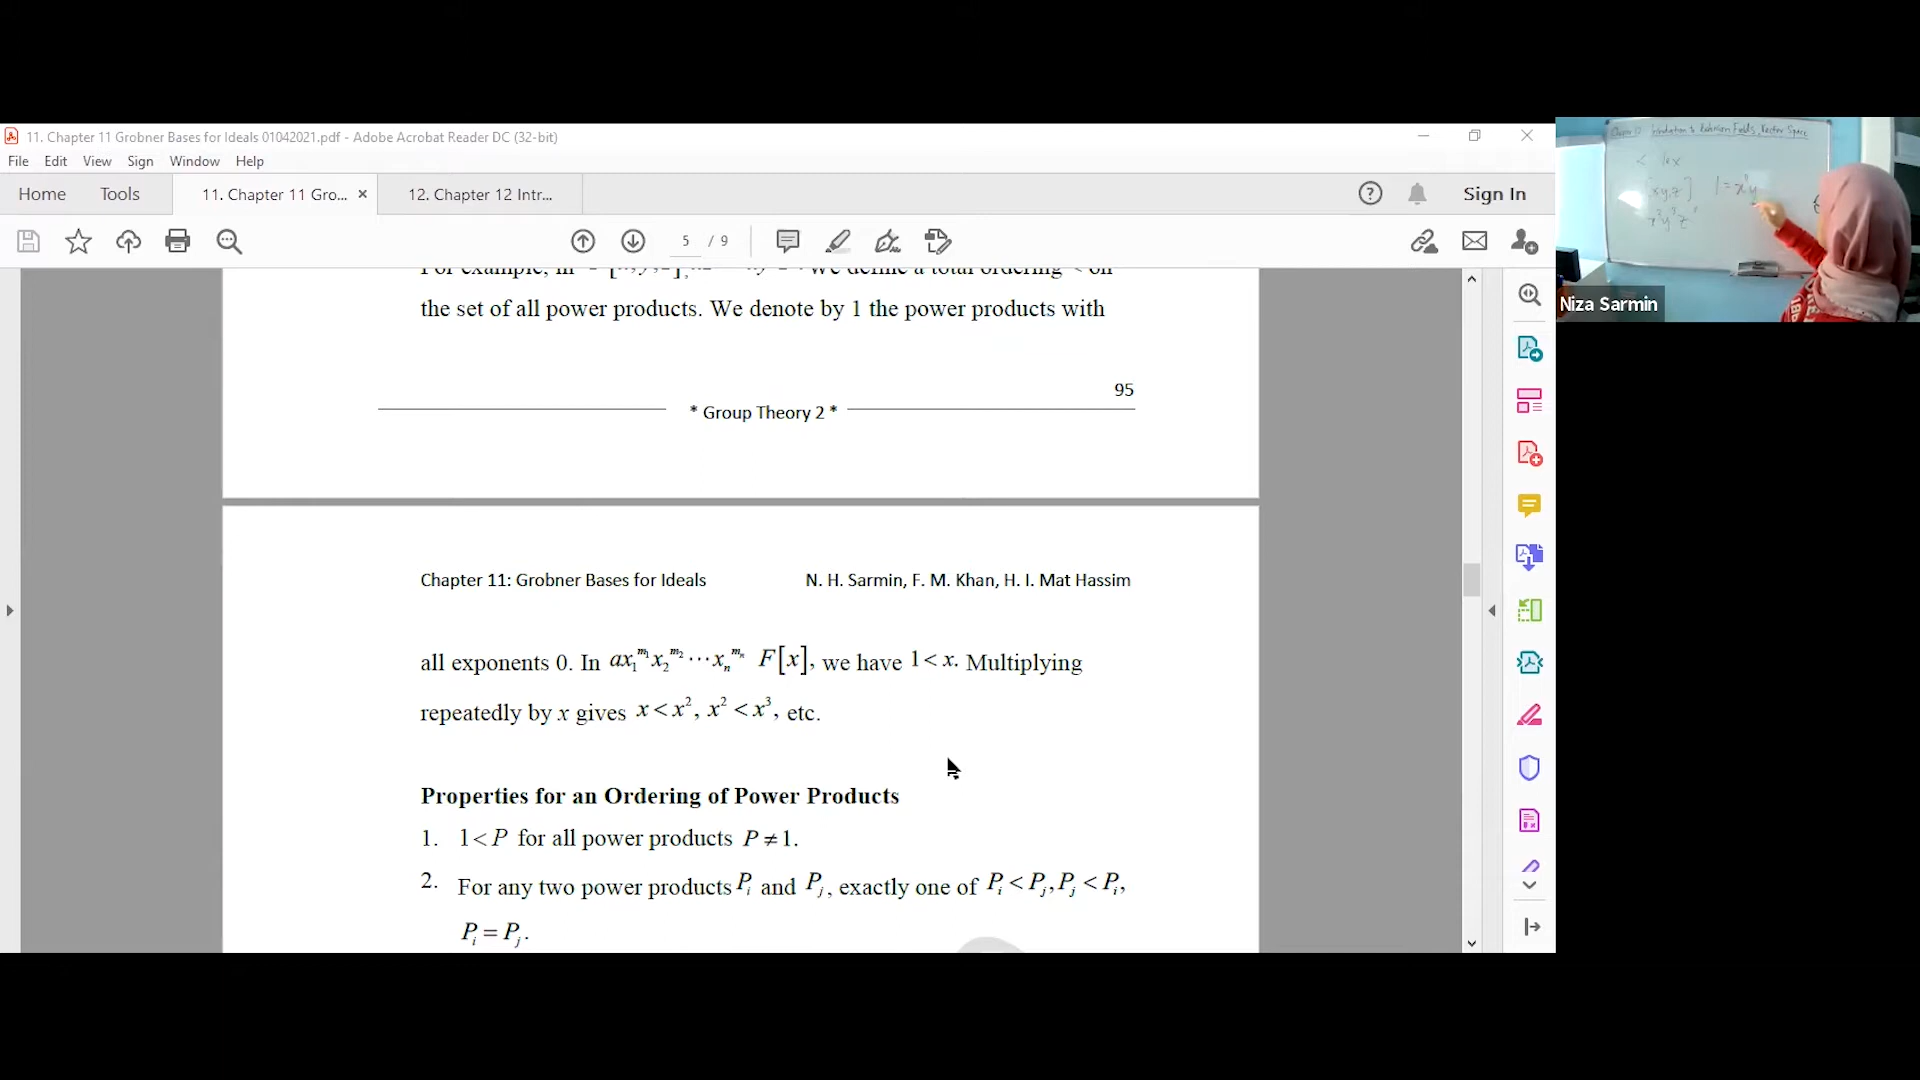 11. Chapter 11 Grobner Bases for Ideals 01042021.pdf - Adobe Acrobat Reader DC (32-bit)
File Edit View Sign Window Help
Home Tools 11. Chapter 11 Gro... × 12. Chapter 12 Intr... Sign In
5 / 9
the set of all power products. We denote by 1 the power products with
95
* Group Theory 2 *
Chapter 11: Grobner Bases for Ideals N. H. Sarmin, F. M. Khan, H. I. Mat Hassim
all exponents 0. In ax₁^m₁ x₂^m₂ ⋯ xₙ^mₙ F[x], we have 1 < x. Multiplying
repeatedly by x gives x < x², x² < x³, etc.
Properties for an Ordering of Power Products
1. 1 < P for all power products P ≠ 1.
2. For any two power products Pᵢ and Pⱼ, exactly one of Pᵢ < Pⱼ, Pⱼ < Pᵢ,
Pᵢ = Pⱼ.
Niza Sarmin